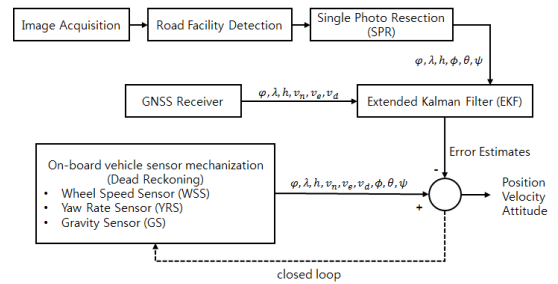 Image Acquisition
Road Facility Detection
Single Photo Resection
(SPR)
φ, λ, h, ϕ, θ, ψ
GNSS Receiver
φ, λ, h, vₙ, vₑ, v_d
Extended Kalman Filter (EKF)
Error Estimates
On-board vehicle sensor mechanization
(Dead Reckoning)
• Wheel Speed Sensor (WSS)
• Yaw Rate Sensor (YRS)
• Gravity Sensor (GS)
φ, λ, h, vₙ, vₑ, v_d, ϕ, θ, ψ
-
+
Position
Velocity
Attitude
closed loop